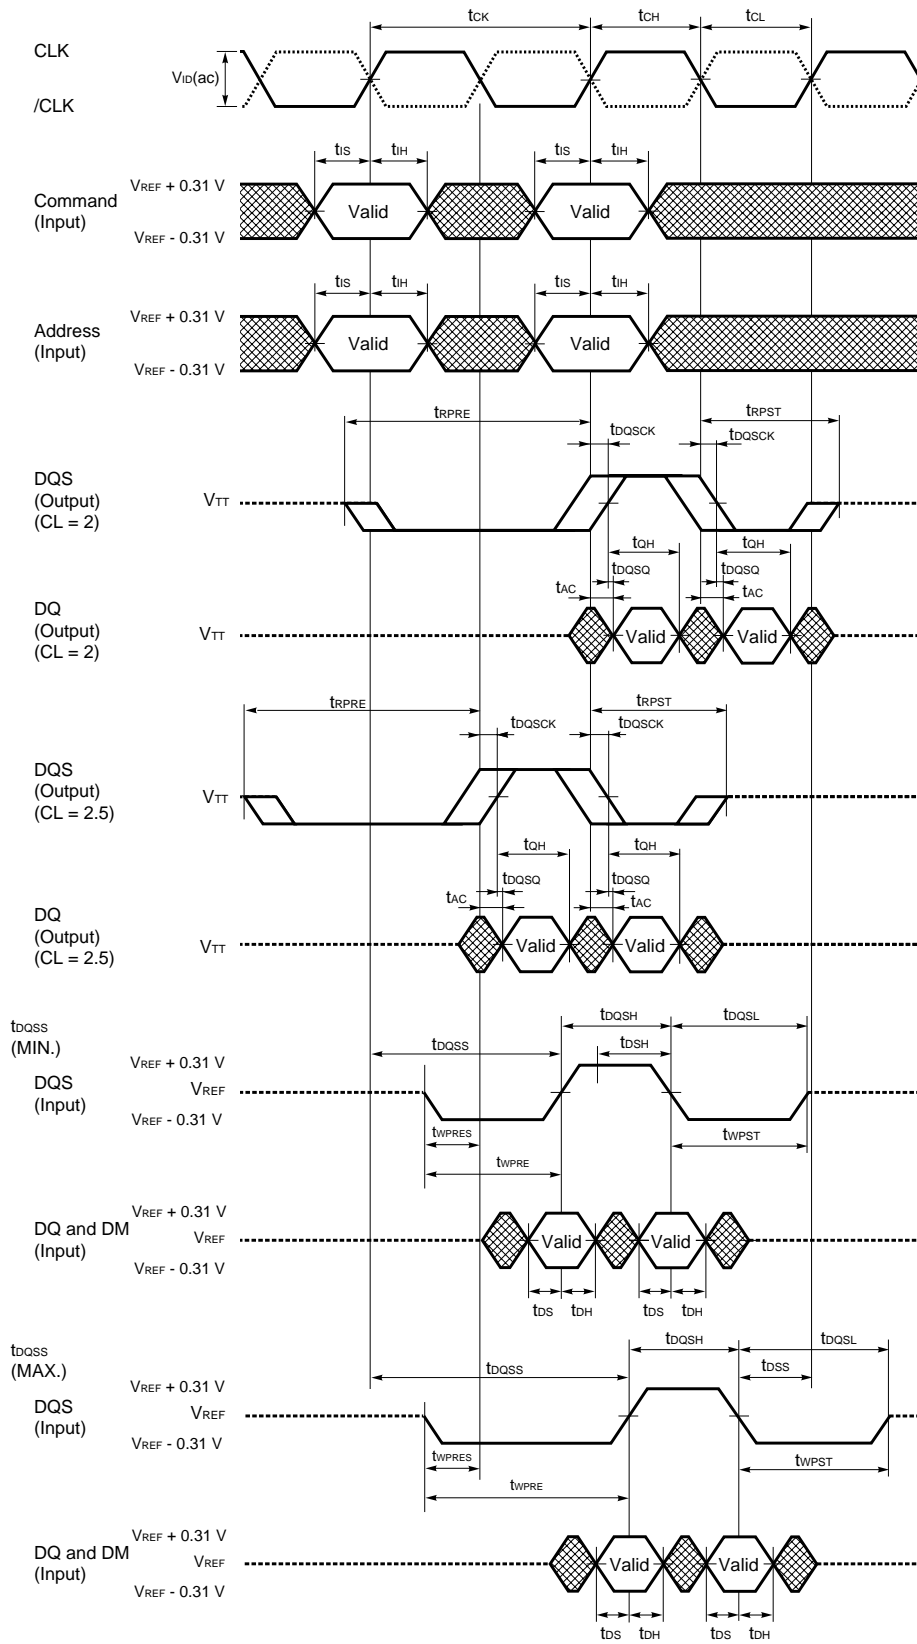 tCK tCH tCL
CLK
VID(ac)
/CLK
tIS tIH tIS tIH
VREF + 0.31 V
Command
(Input)
Valid Valid
VREF - 0.31 V
tIS tIH tIS tIH
VREF + 0.31 V
Address
(Input)
Valid Valid
VREF - 0.31 V
tRPRE tRPST
tDQSCK tDQSCK
DQS
(Output)
(CL = 2)
VTT
tQH tQH
tDQSQ tDQSQ
tAC tAC
DQ
(Output)
(CL = 2)
VTT
Valid Valid
tRPRE tRPST
tDQSCK tDQSCK
DQS
(Output)
(CL = 2.5)
VTT
tQH tQH
tDQSQ tDQSQ
tAC tAC
DQ
(Output)
(CL = 2.5)
VTT
Valid Valid
tDQSS
(MIN.)
tDQSH tDQSL
tDQSS tDSH
VREF + 0.31 V
DQS
(Input)
VREF
VREF - 0.31 V
tWPRES tWPST
tWPRE
VREF + 0.31 V
DQ and DM
(Input)
VREF
Valid Valid
VREF - 0.31 V
tDS tDH tDS tDH
tDQSS
(MAX.)
tDQSH tDQSL
tDQSS tDSS
VREF + 0.31 V
DQS
(Input)
VREF
VREF - 0.31 V
tWPRES tWPST
tWPRE
VREF + 0.31 V
DQ and DM
(Input)
VREF
Valid Valid
VREF - 0.31 V
tDS tDH tDS tDH